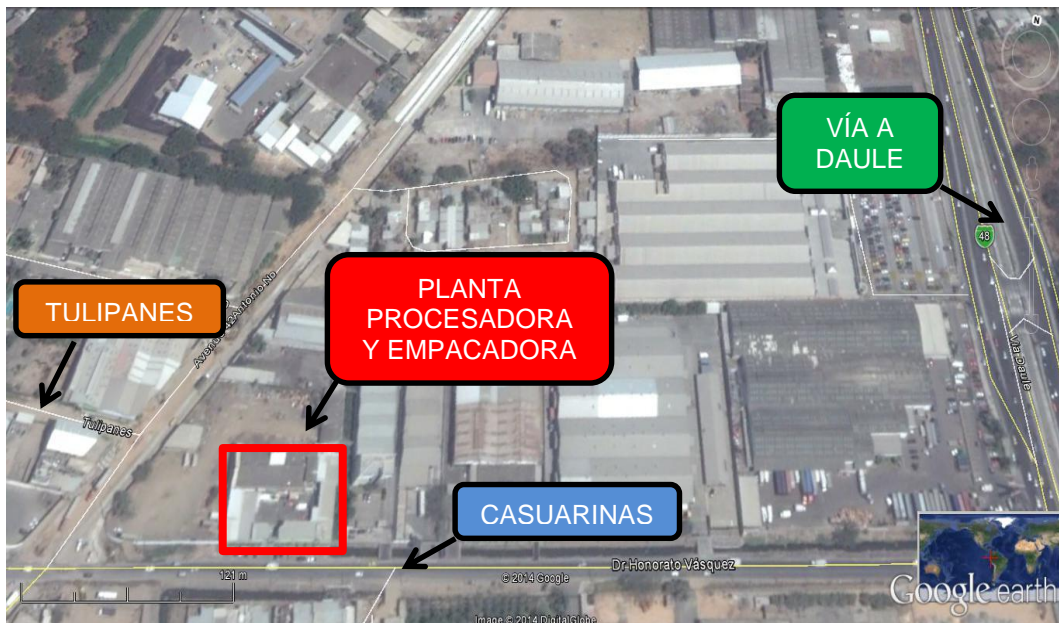 N
VÍA A
DAULE
48
TULIPANES
PLANTA
PROCESADORA
Y EMPACADORA
Vía Daule
Tulipanes
CASUARINAS
Dr Honorato Vásquez
121 m
© 2014 Google
Google earth
Image © 2014 DigitalGlobe